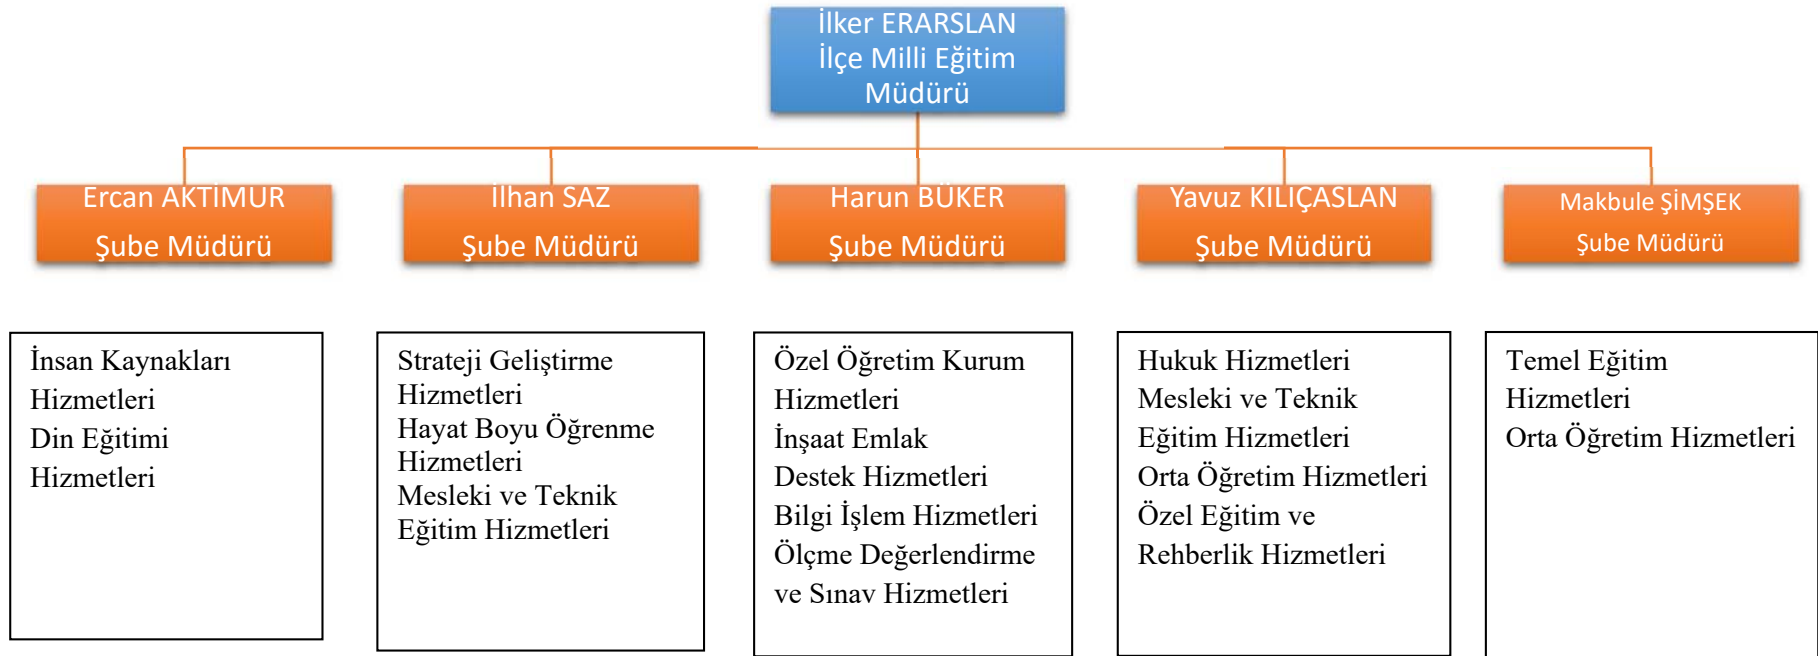 İlker ERARSLAN
İlçe Milli Eğitim
Müdürü
Ercan AKTİMUR
Şube Müdürü
İlhan SAZ
Şube Müdürü
Harun BÜKER
Şube Müdürü
Yavuz KILIÇASLAN
Şube Müdürü
Makbule ŞİMŞEK
Şube Müdürü
İnsan Kaynakları
Hizmetleri
Din Eğitimi
Hizmetleri
Strateji Geliştirme
Hizmetleri
Hayat Boyu Öğrenme
Hizmetleri
Mesleki ve Teknik
Eğitim Hizmetleri
Özel Öğretim Kurum
Hizmetleri
İnşaat Emlak
Destek Hizmetleri
Bilgi İşlem Hizmetleri
Ölçme Değerlendirme
ve Sınav Hizmetleri
Hukuk Hizmetleri
Mesleki ve Teknik
Eğitim Hizmetleri
Orta Öğretim Hizmetleri
Özel Eğitim ve
Rehberlik Hizmetleri
Temel Eğitim
Hizmetleri
Orta Öğretim Hizmetleri